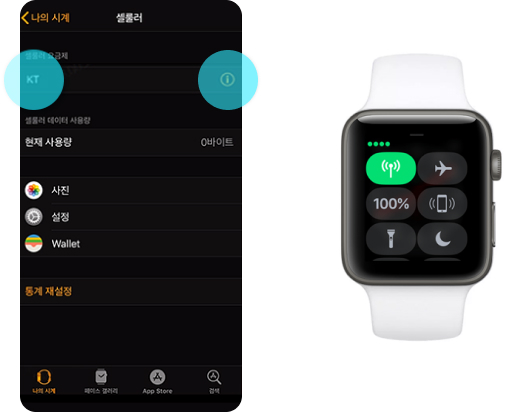 나의 시계
셀룰러
셀룰러 요금제
KT
셀룰러 데이터 사용량
현재 사용량
0바이트
사진
설정
Wallet
통계 재설정
나의 시계
페이스 갤러리
App Store
검색
100%